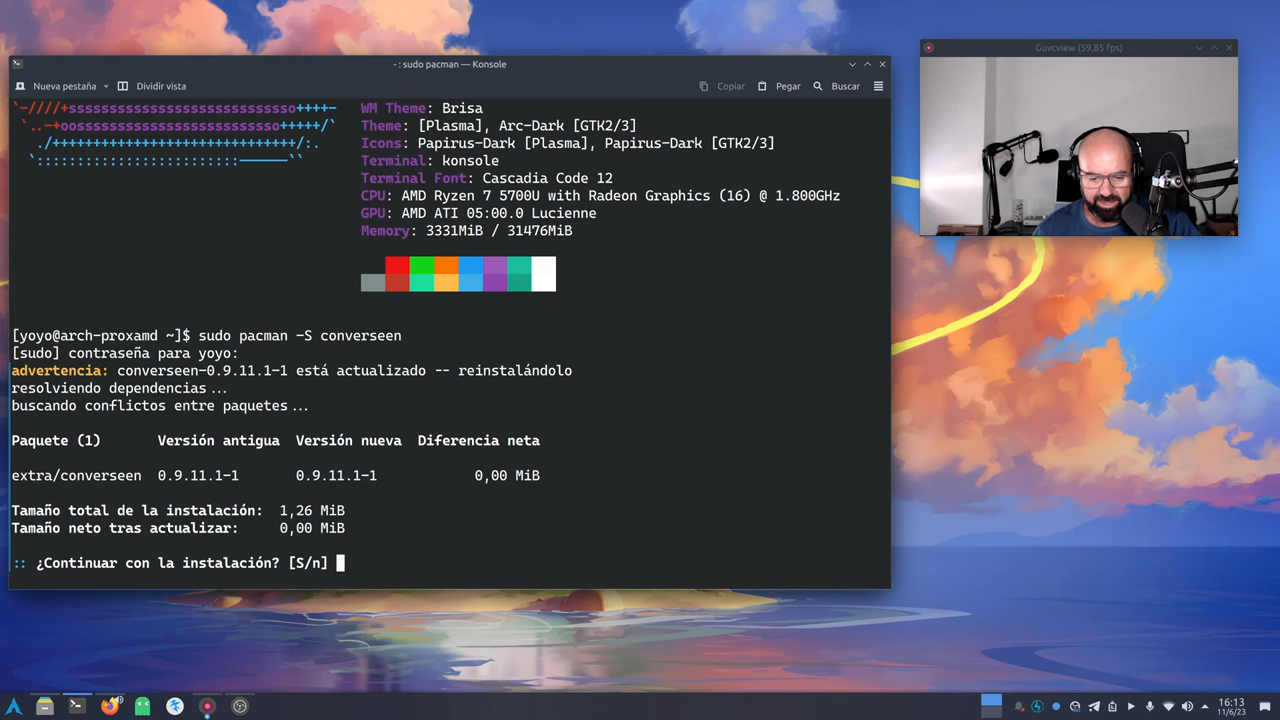 - : sudo pacman — Konsole
Nueva pestaña
Dividir vista
Copiar
Pegar
Buscar
`-////+sssssssssssssssssssssssssssso++++-
WM Theme: Brisa
`..-+oosssssssssssssssssssssssssso+++++/`
Theme: [Plasma], Arc-Dark [GTK2/3]
./++++++++++++++++++++++++++++++/:.
Icons: Papirus-Dark [Plasma], Papirus-Dark [GTK2/3]
`:::::::::::::::::::::::::------``
Terminal: konsole
Terminal Font: Cascadia Code 12
CPU: AMD Ryzen 7 5700U with Radeon Graphics (16) @ 1.800GHz
GPU: AMD ATI 05:00.0 Lucienne
Memory: 3331MiB / 31476MiB
[yoyo@arch-proxamd ~]$ sudo pacman -S converseen
[sudo] contraseña para yoyo:
advertencia: converseen-0.9.11.1-1 está actualizado -- reinstalándolo
resolviendo dependencias...
buscando conflictos entre paquetes...
Paquete (1) Versión antigua Versión nueva Diferencia neta
extra/converseen 0.9.11.1-1 0.9.11.1-1 0,00 MiB
Tamaño total de la instalación: 1,26 MiB
Tamaño neto tras actualizar: 0,00 MiB
:: ¿Continuar con la instalación? [S/n]
Guvcview (59,85 fps)
16:13
11/6/23